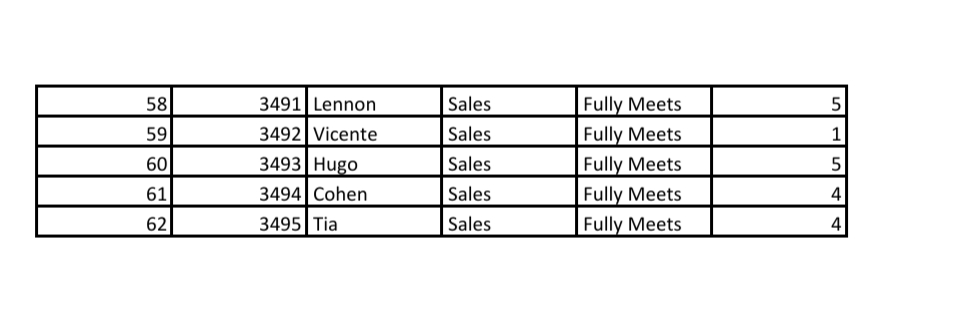 58 3491 Lennon Sales Fully Meets 5
59 3492 Vicente Sales Fully Meets 1
60 3493 Hugo Sales Fully Meets 5
61 3494 Cohen Sales Fully Meets 4
62 3495 Tia Sales Fully Meets 4